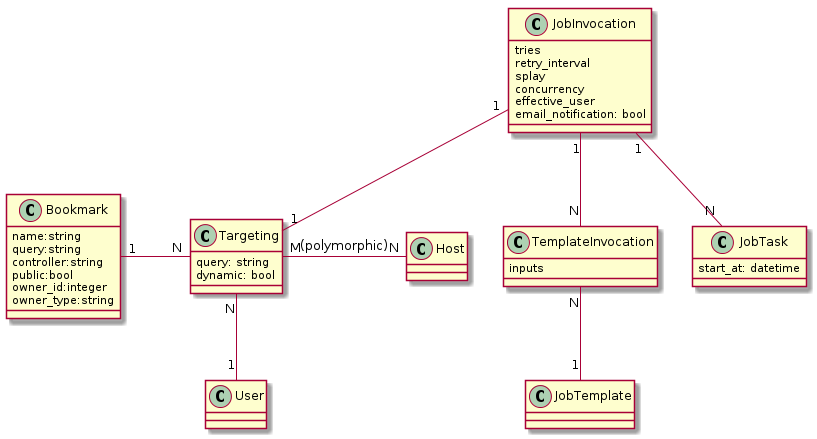 C JobInvocation
tries
retry_interval
splay
concurrency
effective_user
email_notification: bool
1
1
1
1
N
N
C Bookmark
name:string
query:string
controller:string
public:bool
owner_id:integer
owner_type:string
1
N
C Targeting
query: string
dynamic: bool
M(polymorphic)N
C Host
C TemplateInvocation
inputs
C JobTask
start_at: datetime
N
N
1
1
C User
C JobTemplate